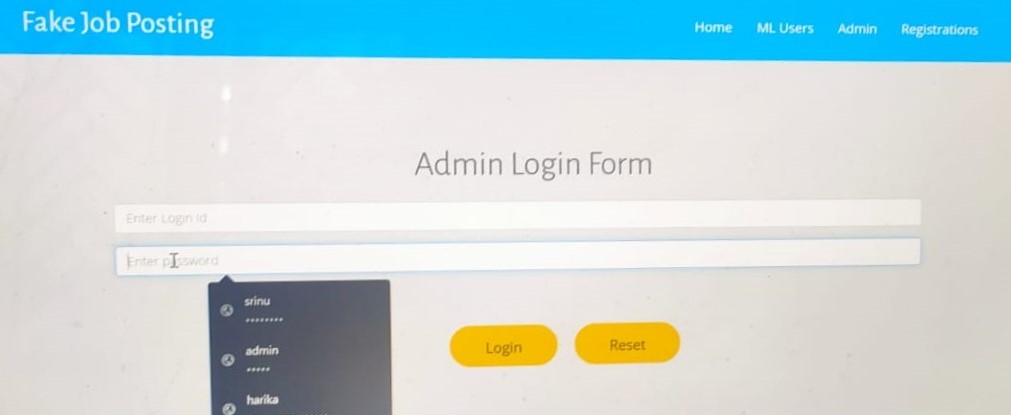 Fake Job Posting
Home ML Users Admin Registrations
Admin Login Form
Enter Login Id
Enter password
srinu
••••••••
admin
•••••
harika
Login Reset